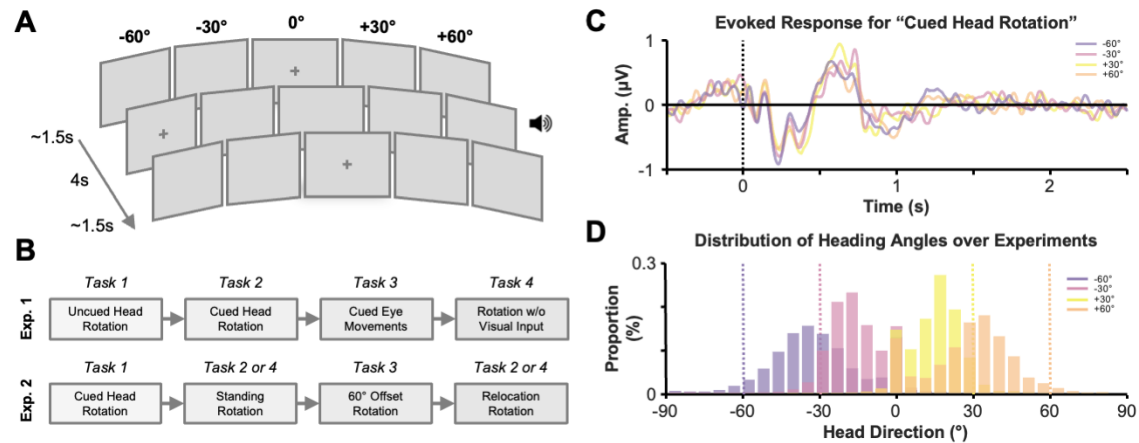 A
-60° -30° 0° +30° +60°
~1.5s
4s
~1.5s
B
Exp. 1
Task 1 Task 2 Task 3 Task 4
Uncued Head
Rotation
Cued Head
Rotation
Cued Eye
Movements
Rotation w/o
Visual Input
Exp. 2
Task 1 Task 2 or 4 Task 3 Task 2 or 4
Cued Head
Rotation
Standing
Rotation
60° Offset
Rotation
Relocation
Rotation
C
Evoked Response for “Cued Head Rotation”
-60°
-30°
+30°
+60°
Amp. (µV)
1
0
-1
0 1 2
Time (s)
D
Distribution of Heading Angles over Experiments
-60°
-30°
+30°
+60°
Proportion
(%)
0.3
0
-90 -60 -30 0 30 60 90
Head Direction (°)